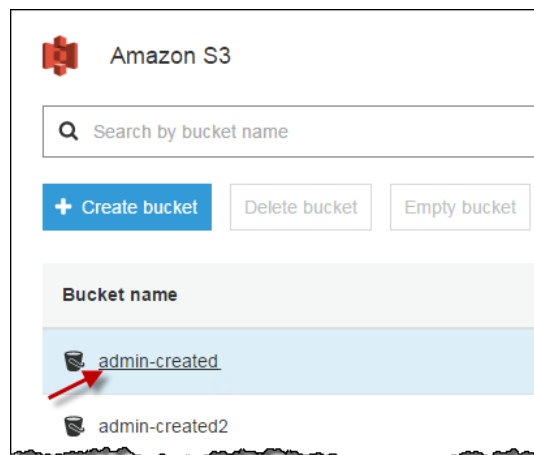 Amazon S3
Search by bucket name
+ Create bucket Delete bucket Empty bucket
Bucket name
admin-created
admin-created2